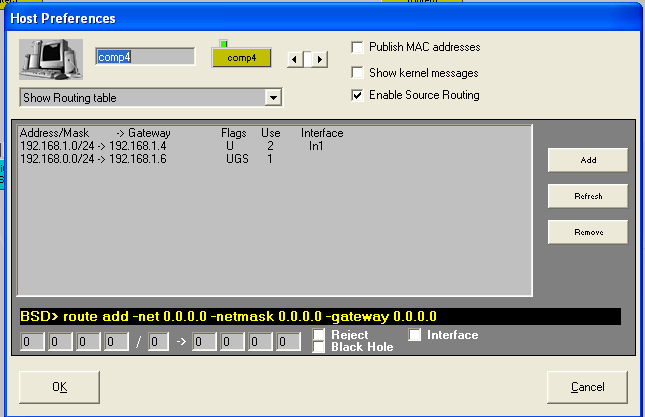 Host Preferences
comp4
comp4
Publish MAC addresses
Show kernel messages
Enable Source Routing
Show Routing table
Address/Mask -> Gateway Flags Use Interface
192.168.1.0/24 -> 192.168.1.4 U 2 In1
192.168.0.0/24 -> 192.168.1.6 UGS 1
Add
Refresh
Remove
BSD> route add -net 0.0.0.0 -netmask 0.0.0.0 -gateway 0.0.0.0
0 0 0 0 / 0 -> 0 0 0 0
Reject
Interface
Black Hole
OK
Cancel